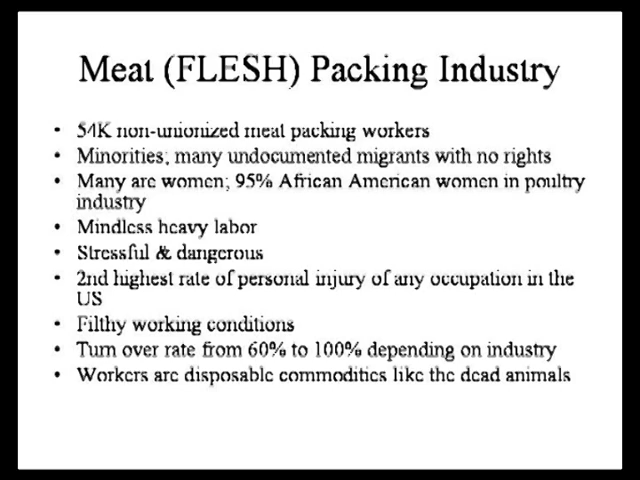 Meat (FLESH) Packing Industry
• 54K non-unionized meat packing workers
• Minorities; many undocumented migrants with no rights
• Many are women; 95% African American women in poultry
industry
• Mindless heavy labor
• Stressful & dangerous
• 2nd highest rate of personal injury of any occupation in the
US
• Filthy working conditions
• Turn over rate from 60% to 100% depending on industry
• Workers are disposable commodities like the dead animals